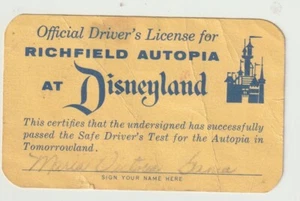 Official Driver's License for
RICHFIELD AUTOPIA
AT Disneyland
This certifies that the undersigned has successfully
passed the Safe Driver's Test for the Autopia in
Tomorrowland.
SIGN YOUR NAME HERE